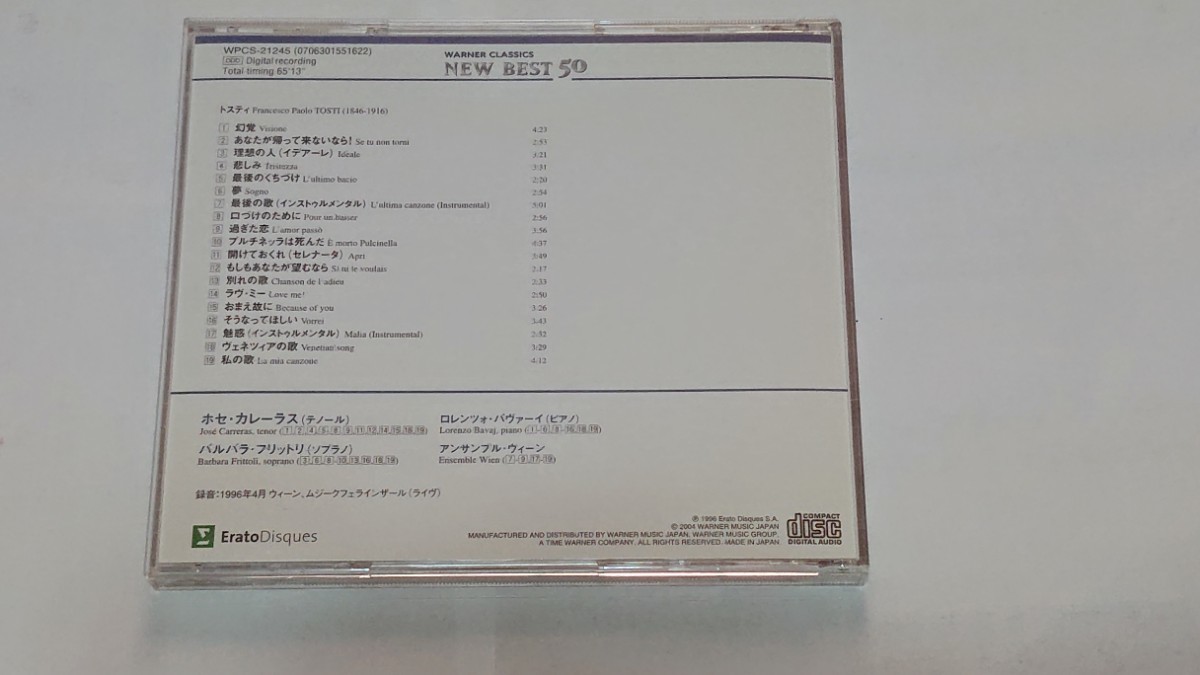 WPCS-21245 (0706301551622)
DDD Digital recording
Total-timing 65'13"
WARNER CLASSICS
NEW BEST 50
トスティ Francesco Paolo TOSTI (1846-1916)
1 幻覚 Visione 4:23
2 あなたが帰って来ないなら! Se tu non torni 2:53
3 理想の人(イデアーレ) Ideale 3:21
4 悲しみ Tristezza 3:31
5 最後のくちづけ L'ultimo bacio 2:20
6 夢 Sogno 2:54
7 最後の歌(インストゥルメンタル) L'ultima canzone (Instrumental) 5:01
8 口づけのために Pour un baiser 2:56
9 過ぎた恋 L'amor passò 3:56
10 プルチネッラは死んだ È morto Pulcinella 4:37
11 開けておくれ(セレナータ) Apri 3:49
12 もしもあなたが望むなら Si tu le voulais 2:17
13 別れの歌 Chanson de l'adieu 2:33
14 ラヴ・ミー Love me! 2:50
15 おまえ故に Because of you 3:26
16 そうなってほしい Vorrei 3:43
17 魅惑(インストゥルメンタル) Malia (Instrumental) 2:32
18 ヴェネツィアの歌 Venetian song 3:29
19 私の歌 La mia canzone 4:12
ホセ・カレーラス(テノール)
José Carreras, tenor
ロレンツォ・バヴァーイ(ピアノ)
Lorenzo Bavaj, piano
バルバラ・フリットリ(ソプラノ)
Barbara Frittoli, soprano
アンサンブル・ウィーン
Ensemble Wien
録音:1996年4月 ウィーン、ムジークフェラインザール(ライヴ)
EratoDisques
℗ 1996 Erato Disques S.A.
© 2004 WARNER MUSIC JAPAN
MANUFACTURED AND DISTRIBUTED BY WARNER MUSIC JAPAN, WARNER MUSIC GROUP,
A TIME WARNER COMPANY. ALL RIGHTS RESERVED. MADE IN JAPAN
COMPACT
disc
DIGITAL AUDIO